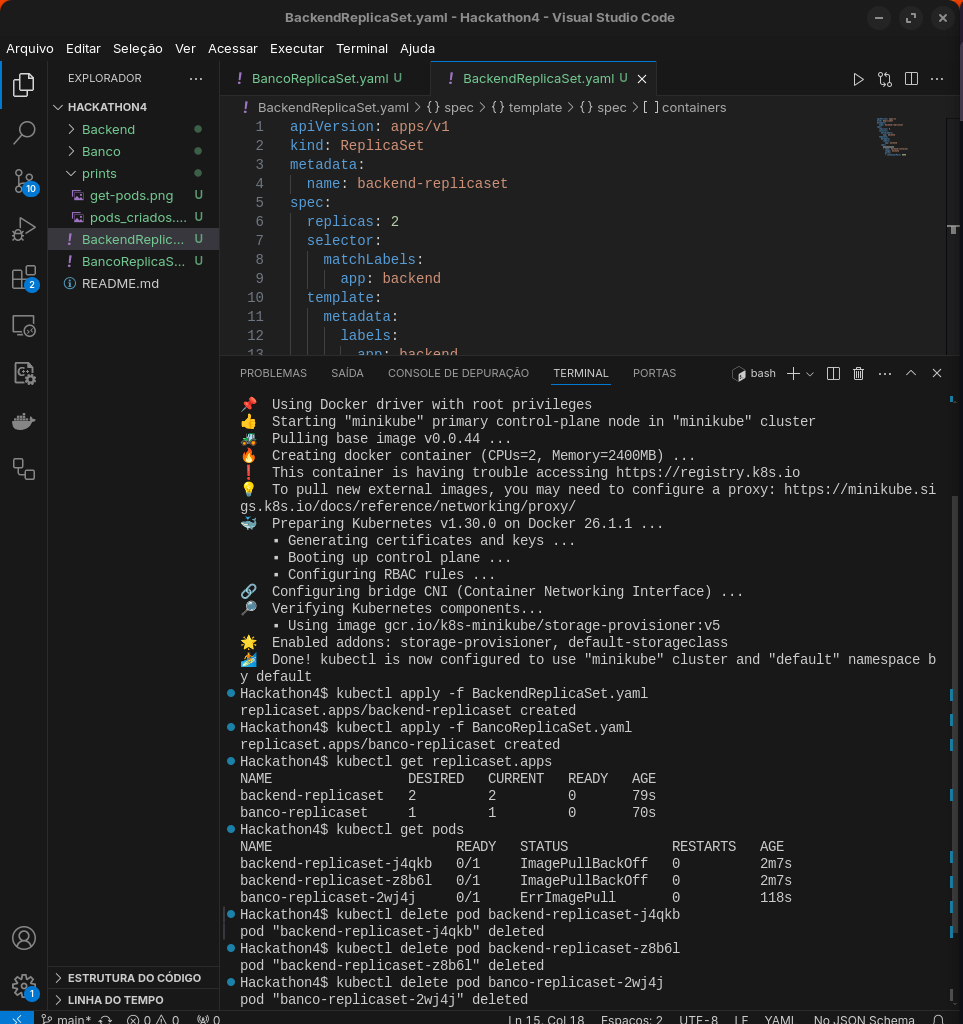 BackendReplicaSet.yaml - Hackathon4 - Visual Studio Code
Arquivo Editar Seleção Ver Acessar Executar Terminal Ajuda
EXPLORADOR
HACKATHON4
Backend
Banco
prints
get-pods.png U
pods_criados.... U
BackendReplic... U
BancoReplicaS... U
README.md
10
2
ESTRUTURA DO CÓDIGO
LINHA DO TEMPO
1
BancoReplicaSet.yaml U
BackendReplicaSet.yaml U
BackendReplicaSet.yaml > {} spec > {} template > {} spec > [ ] containers
1 apiVersion: apps/v1
2 kind: ReplicaSet
3 metadata:
4 name: backend-replicaset
5 spec:
6 replicas: 2
7 selector:
8 matchLabels:
9 app: backend
10 template:
11 metadata:
12 labels:
13 app: backend
PROBLEMAS SAÍDA CONSOLE DE DEPURAÇÃO TERMINAL PORTAS
bash
📌 Using Docker driver with root privileges
👍 Starting "minikube" primary control-plane node in "minikube" cluster
🚜 Pulling base image v0.0.44 ...
🔥 Creating docker container (CPUs=2, Memory=2400MB) ...
❗ This container is having trouble accessing https://registry.k8s.io
💡 To pull new external images, you may need to configure a proxy: https://minikube.si
gs.k8s.io/docs/reference/networking/proxy/
🐳 Preparing Kubernetes v1.30.0 on Docker 26.1.1 ...
▪ Generating certificates and keys ...
▪ Booting up control plane ...
▪ Configuring RBAC rules ...
🔗 Configuring bridge CNI (Container Networking Interface) ...
🔎 Verifying Kubernetes components...
▪ Using image gcr.io/k8s-minikube/storage-provisioner:v5
🌟 Enabled addons: storage-provisioner, default-storageclass
🏄 Done! kubectl is now configured to use "minikube" cluster and "default" namespace b
y default
Hackathon4$ kubectl apply -f BackendReplicaSet.yaml
replicaset.apps/backend-replicaset created
Hackathon4$ kubectl apply -f BancoReplicaSet.yaml
replicaset.apps/banco-replicaset created
Hackathon4$ kubectl get replicaset.apps
NAME DESIRED CURRENT READY AGE
backend-replicaset 2 2 0 79s
banco-replicaset 1 1 0 70s
Hackathon4$ kubectl get pods
NAME READY STATUS RESTARTS AGE
backend-replicaset-j4qkb 0/1 ImagePullBackOff 0 2m7s
backend-replicaset-z8b6l 0/1 ImagePullBackOff 0 2m7s
banco-replicaset-2wj4j 0/1 ErrImagePull 0 118s
Hackathon4$ kubectl delete pod backend-replicaset-j4qkb
pod "backend-replicaset-j4qkb" deleted
Hackathon4$ kubectl delete pod backend-replicaset-z8b6l
pod "backend-replicaset-z8b6l" deleted
Hackathon4$ kubectl delete pod banco-replicaset-2wj4j
pod "banco-replicaset-2wj4j" deleted
main* 0 0 0 Ln 15, Col 18 Espaços: 2 UTF-8 LF YAML No JSON Schema